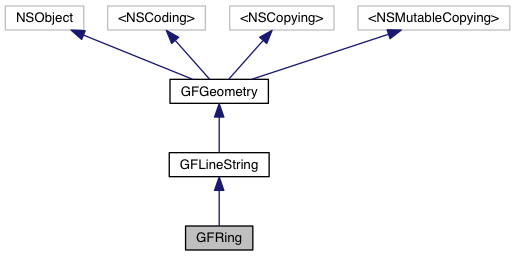 NSObject
<NSCoding>
<NSCopying>
<NSMutableCopying>
GFGeometry
GFLineString
GFRing